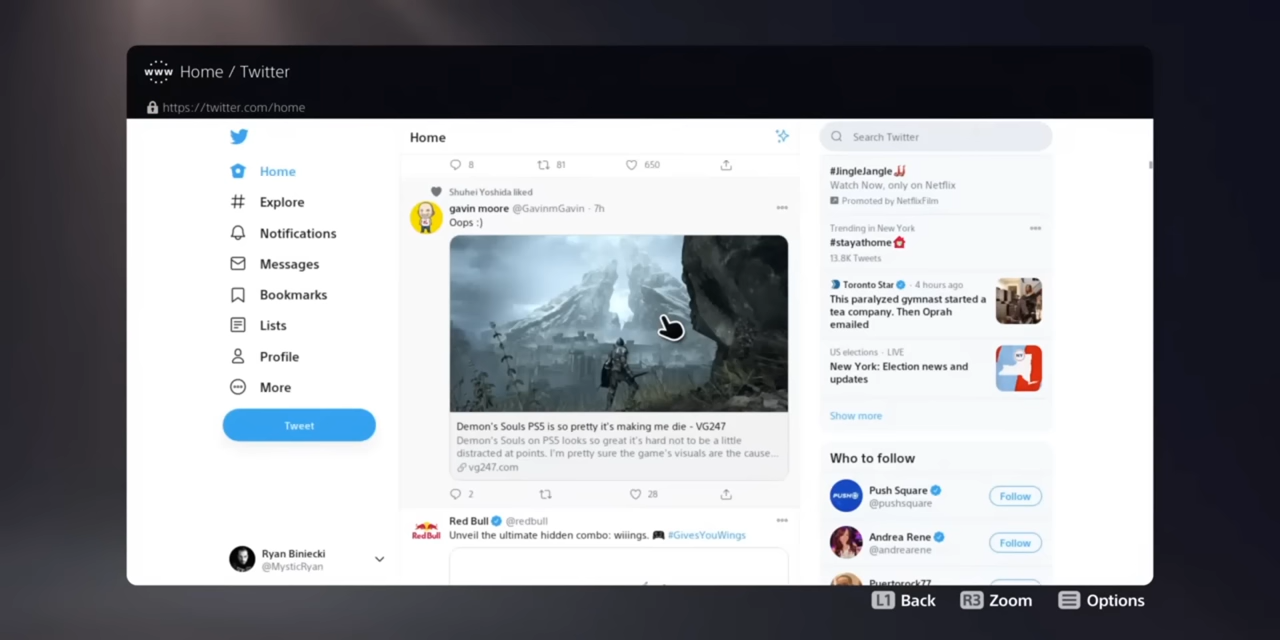 www Home / Twitter
https://twitter.com/home
Home
Explore
Notifications
Messages
Bookmarks
Lists
Profile
More
Tweet
Ryan Biniecki
@MysticRyan
Home
8 81 650
Shuhei Yoshida liked
gavin moore @GavinmGavin · 7h
Oops :)
Demon's Souls PS5 is so pretty it's making me die - VG247
Demon's Souls on PS5 looks so great it's hard not to be a little
distracted at points. I'm pretty sure the game's visuals are the cause...
vg247.com
2 28
Red Bull @redbull
Unveil the ultimate hidden combo: wiiings. 🎮 #GivesYouWings
Search Twitter
#JingleJangle
Watch Now, only on Netflix
Promoted by NetflixFilm
Trending in New York
#stayathome
13.8K Tweets
Toronto Star · 4 hours ago
This paralyzed gymnast started a
tea company. Then Oprah
emailed
US elections · LIVE
New York: Election news and
updates
Show more
Who to follow
Push Square
@pushsquare
Follow
Andrea Rene
@andrearene
Follow
Puertorock77
L1 Back R3 Zoom Options